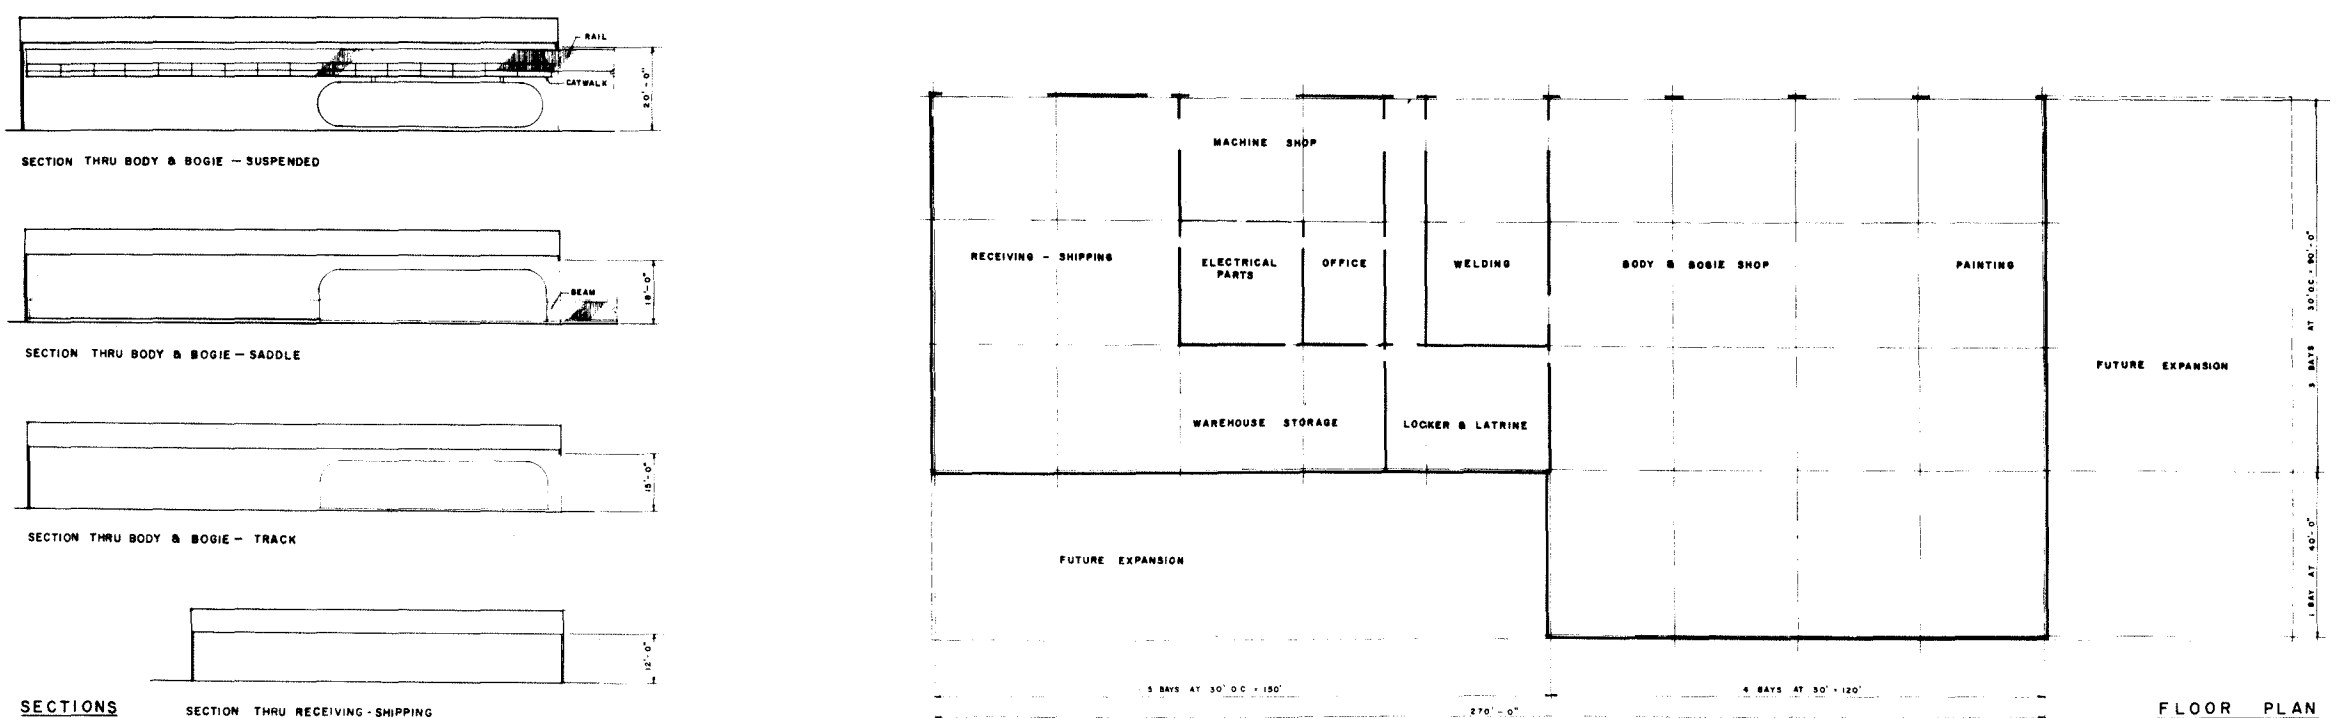 RAIL
CATWALK
20'-0"
SECTION THRU BODY & BOGIE - SUSPENDED
BEAM
18'-0"
SECTION THRU BODY & BOGIE - SADDLE
15'-0"
SECTION THRU BODY & BOGIE - TRACK
12'-0"
SECTIONS
SECTION THRU RECEIVING - SHIPPING
MACHINE SHOP
RECEIVING - SHIPPING
ELECTRICAL
PARTS
OFFICE
WELDING
BODY & BOGIE SHOP
PAINTING
WAREHOUSE STORAGE
LOCKER & LATRINE
FUTURE EXPANSION
FUTURE EXPANSION
3 BAYS AT 30' O.C = 90'-0"
1 BAY AT 40'-0"
5 BAYS AT 30' O.C = 150'
4 BAYS AT 30' = 120'
270'-0"
FLOOR PLAN